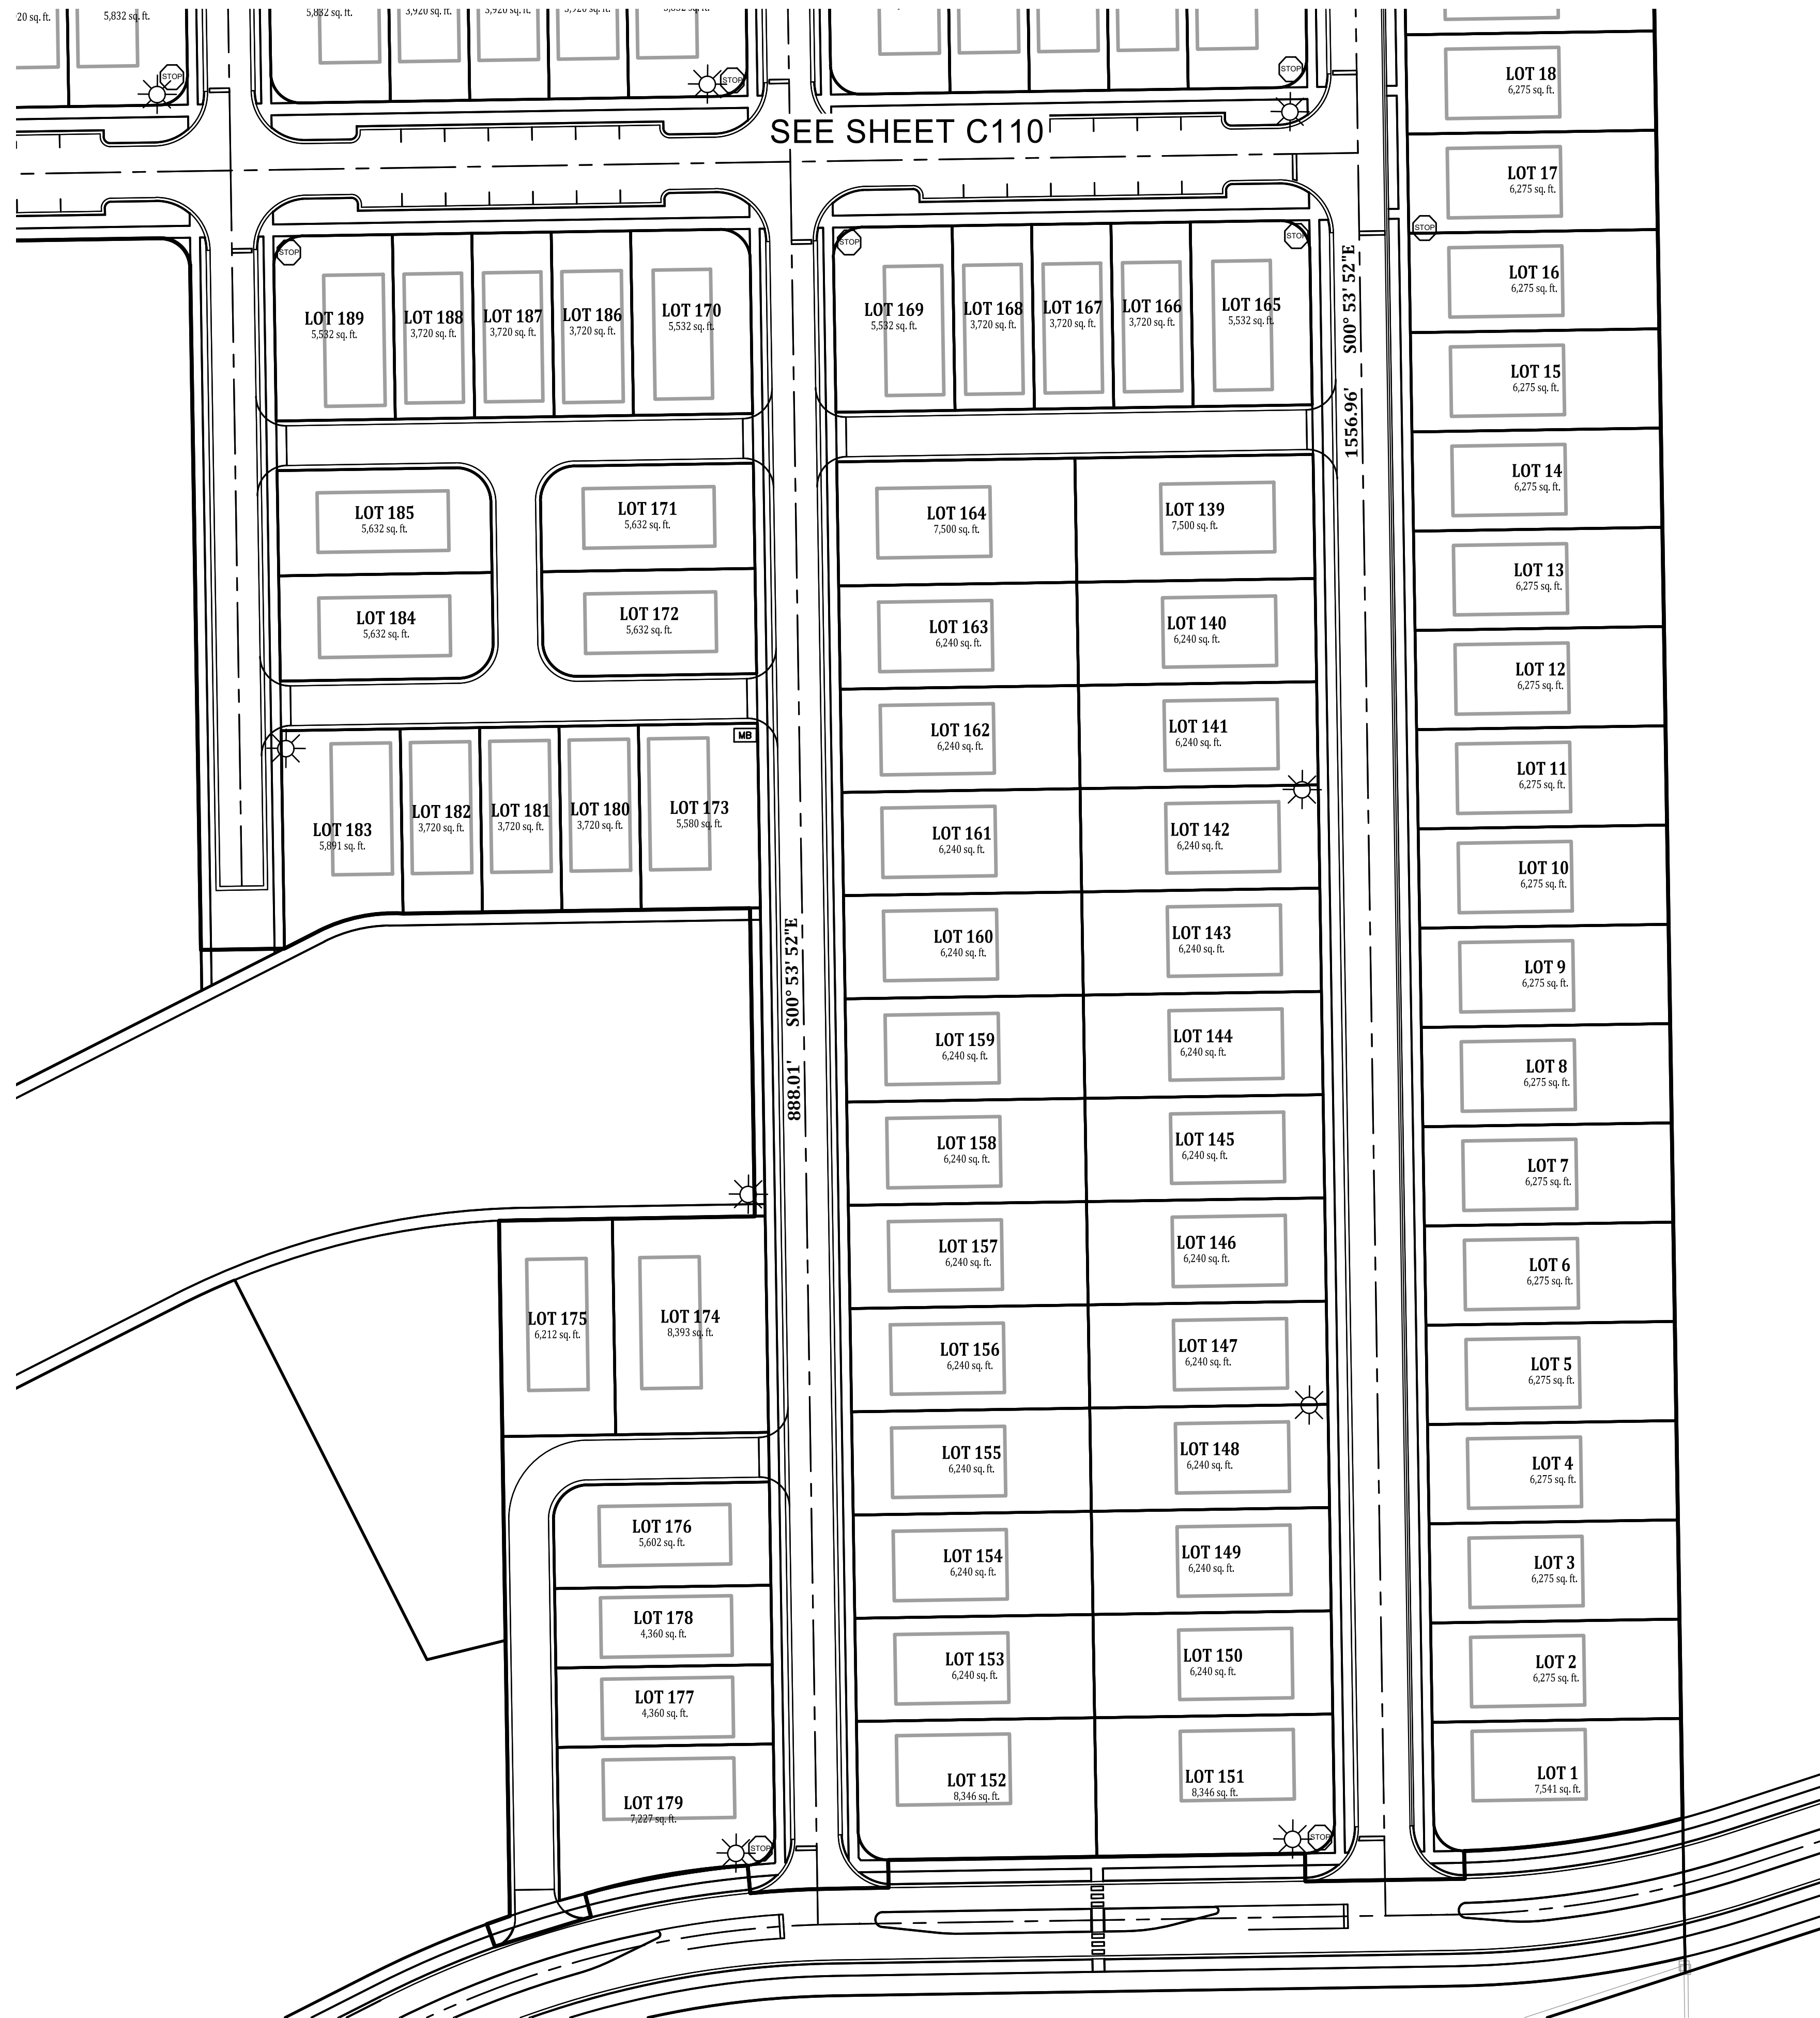 20 sq. ft.
5,832 sq. ft.
5,832 sq. ft.
3,920 sq. ft.
3,920 sq. ft.
3,920 sq. ft.
5,832 sq. ft.
STOP
STOP
STOP
SEE SHEET C110
LOT 18
6,275 sq. ft.
LOT 17
6,275 sq. ft.
STOP
STOP
STOP
STOP
LOT 16
6,275 sq. ft.
LOT 189
5,532 sq. ft.
LOT 188
3,720 sq. ft.
LOT 187
3,720 sq. ft.
LOT 186
3,720 sq. ft.
LOT 170
5,532 sq. ft.
LOT 169
5,532 sq. ft.
LOT 168
3,720 sq. ft.
LOT 167
3,720 sq. ft.
LOT 166
3,720 sq. ft.
LOT 165
5,532 sq. ft.
1556.96' S00° 53' 52"E
LOT 15
6,275 sq. ft.
LOT 14
6,275 sq. ft.
LOT 185
5,632 sq. ft.
LOT 171
5,632 sq. ft.
LOT 164
7,500 sq. ft.
LOT 139
7,500 sq. ft.
LOT 13
6,275 sq. ft.
LOT 184
5,632 sq. ft.
LOT 172
5,632 sq. ft.
LOT 163
6,240 sq. ft.
LOT 140
6,240 sq. ft.
LOT 12
6,275 sq. ft.
MB
LOT 162
6,240 sq. ft.
LOT 141
6,240 sq. ft.
LOT 11
6,275 sq. ft.
LOT 183
5,891 sq. ft.
LOT 182
3,720 sq. ft.
LOT 181
3,720 sq. ft.
LOT 180
3,720 sq. ft.
LOT 173
5,580 sq. ft.
LOT 161
6,240 sq. ft.
LOT 142
6,240 sq. ft.
LOT 10
6,275 sq. ft.
888.01' S00° 53' 52"E
LOT 160
6,240 sq. ft.
LOT 143
6,240 sq. ft.
LOT 9
6,275 sq. ft.
LOT 159
6,240 sq. ft.
LOT 144
6,240 sq. ft.
LOT 8
6,275 sq. ft.
LOT 158
6,240 sq. ft.
LOT 145
6,240 sq. ft.
LOT 7
6,275 sq. ft.
LOT 157
6,240 sq. ft.
LOT 146
6,240 sq. ft.
LOT 6
6,275 sq. ft.
LOT 175
6,212 sq. ft.
LOT 174
8,393 sq. ft.
LOT 156
6,240 sq. ft.
LOT 147
6,240 sq. ft.
LOT 5
6,275 sq. ft.
LOT 155
6,240 sq. ft.
LOT 148
6,240 sq. ft.
LOT 4
6,275 sq. ft.
LOT 176
5,602 sq. ft.
LOT 154
6,240 sq. ft.
LOT 149
6,240 sq. ft.
LOT 3
6,275 sq. ft.
LOT 178
4,360 sq. ft.
LOT 153
6,240 sq. ft.
LOT 150
6,240 sq. ft.
LOT 2
6,275 sq. ft.
LOT 177
4,360 sq. ft.
LOT 179
7,227 sq. ft.
LOT 152
8,346 sq. ft.
LOT 151
8,346 sq. ft.
LOT 1
7,541 sq. ft.
STOP
STOP